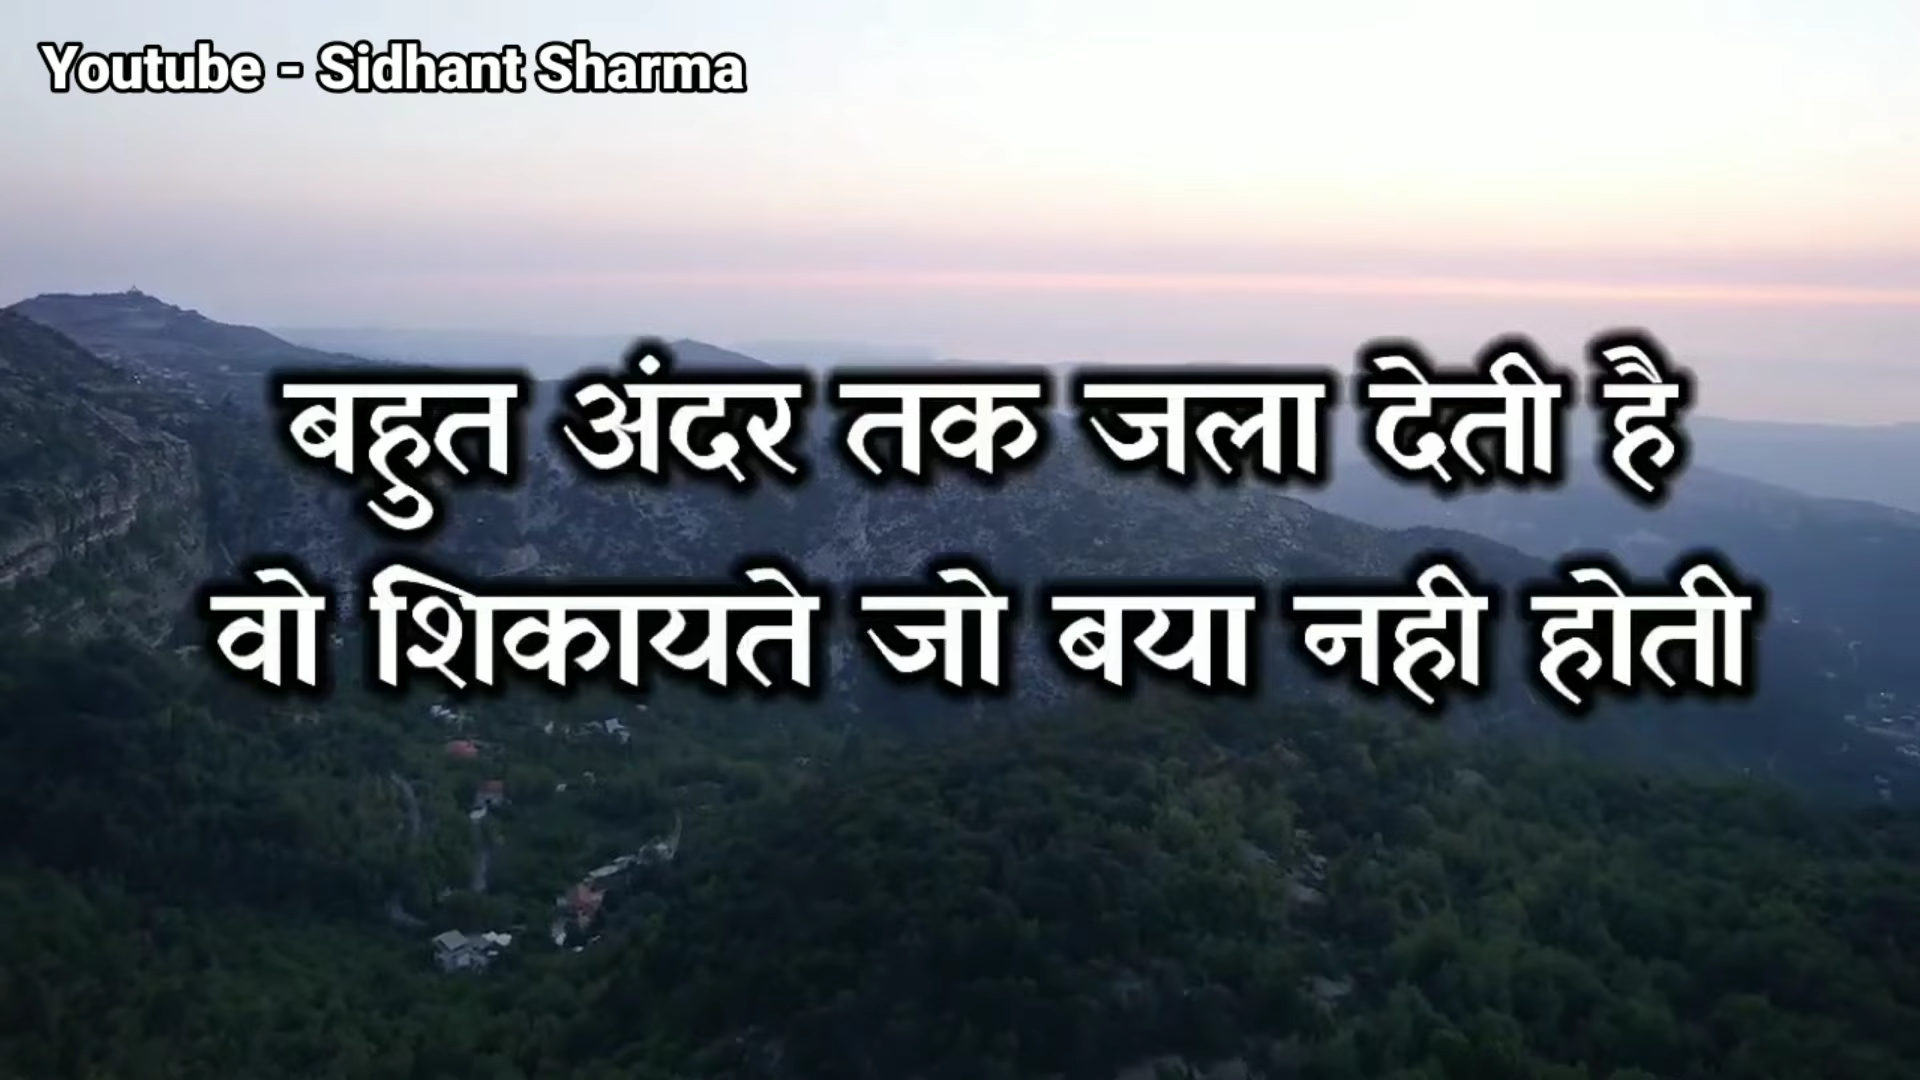 Youtube - Sidhant Sharma
बहुत अंदर तक जला देती है
वो शिकायते जो बया नही होती